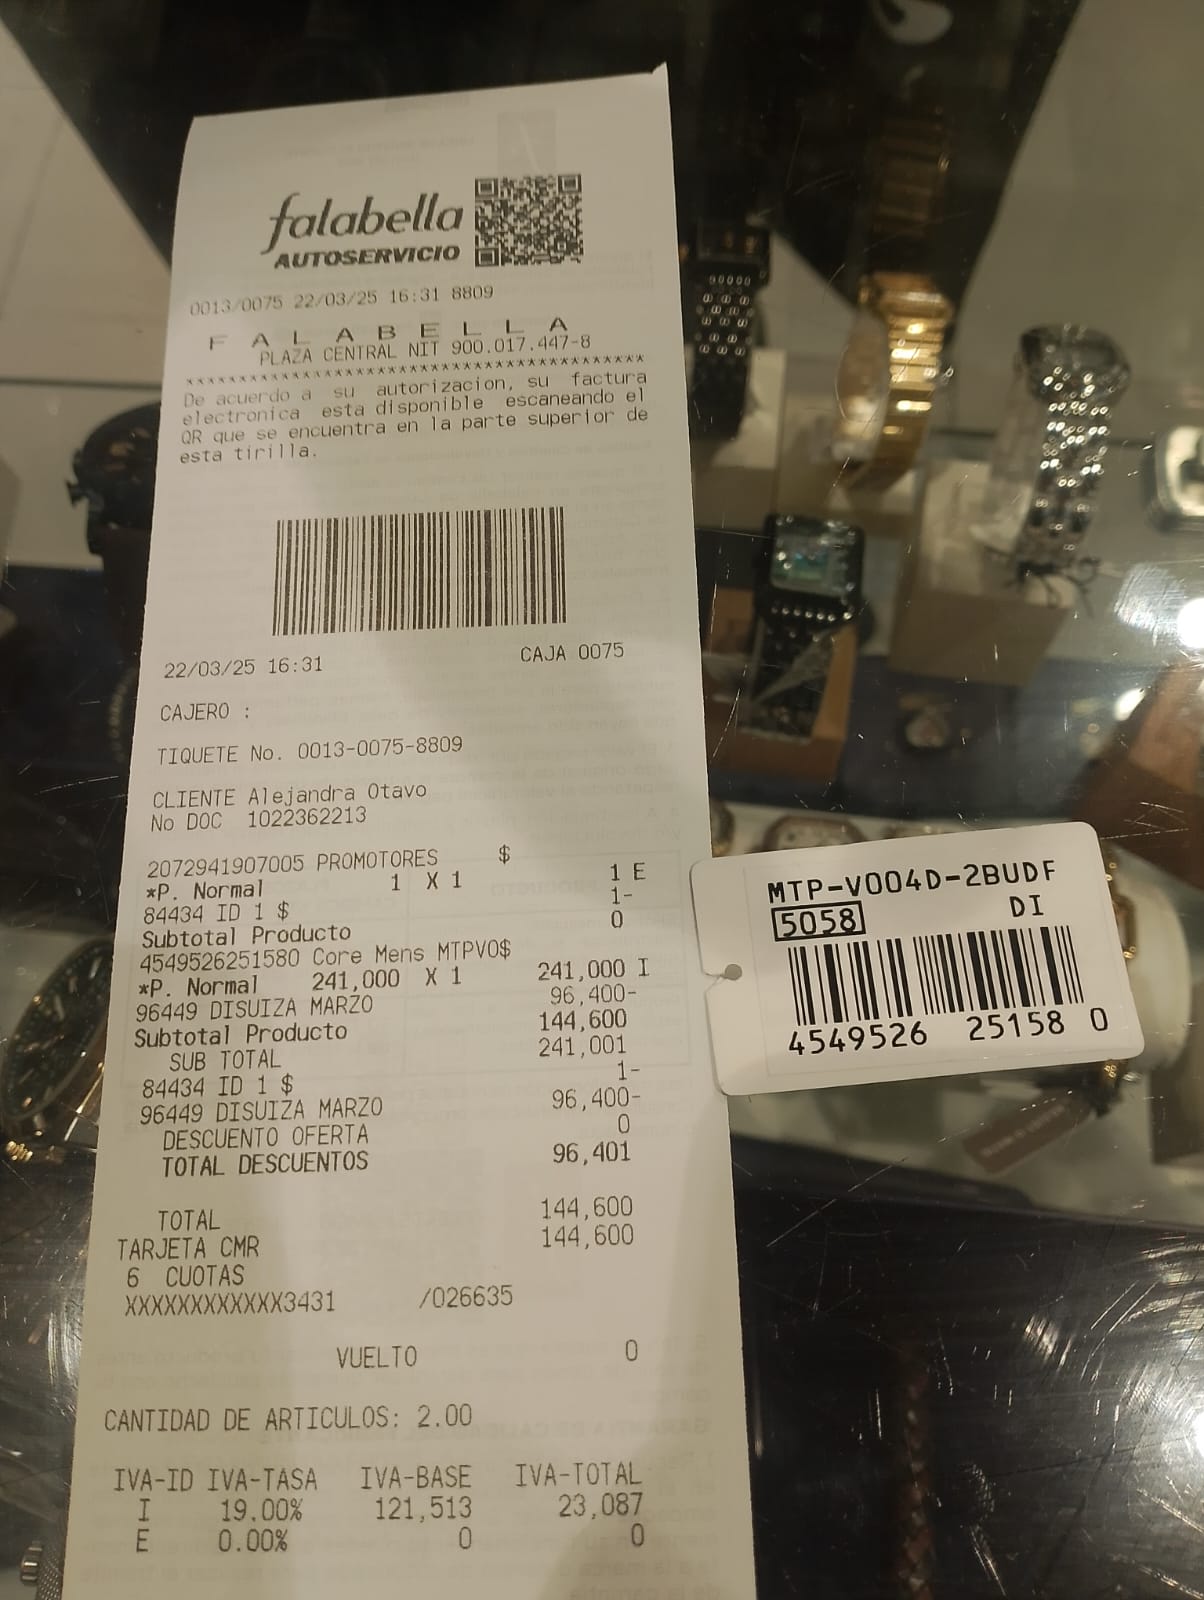 falabella
AUTOSERVICIO
0013/0075 22/03/25 16:31 8809
F A L A B E L L A
PLAZA CENTRAL NIT 900.017.447-8
******************************************
De acuerdo a su autorizacion, su factura
electronica esta disponible escaneando el
QR que se encuentra en la parte superior de
esta tirilla.
22/03/25 16:31 CAJA 0075
CAJERO :
TIQUETE No. 0013-0075-8809
CLIENTE Alejandra Otavo
No DOC 1022362213
2072941907005 PROMOTORES $
*P. Normal 1 X 1 1 E
84434 ID 1 $ 1-
Subtotal Producto 0
4549526251580 Core Mens MTPV0$
*P. Normal 241,000 X 1 241,000 I
96449 DISUIZA MARZO 96,400-
Subtotal Producto 144,600
SUB TOTAL 241,001
84434 ID 1 $ 1-
96449 DISUIZA MARZO 96,400-
DESCUENTO OFERTA 0
TOTAL DESCUENTOS 96,401
TOTAL 144,600
TARJETA CMR 144,600
6 CUOTAS
XXXXXXXXXXXX3431 /026635
VUELTO 0
CANTIDAD DE ARTICULOS: 2.00
IVA-ID IVA-TASA IVA-BASE IVA-TOTAL
I 19.00% 121,513 23,087
E 0.00% 0 0
MTP-V004D-2BUDF
5058 DI
4549526 25158 0